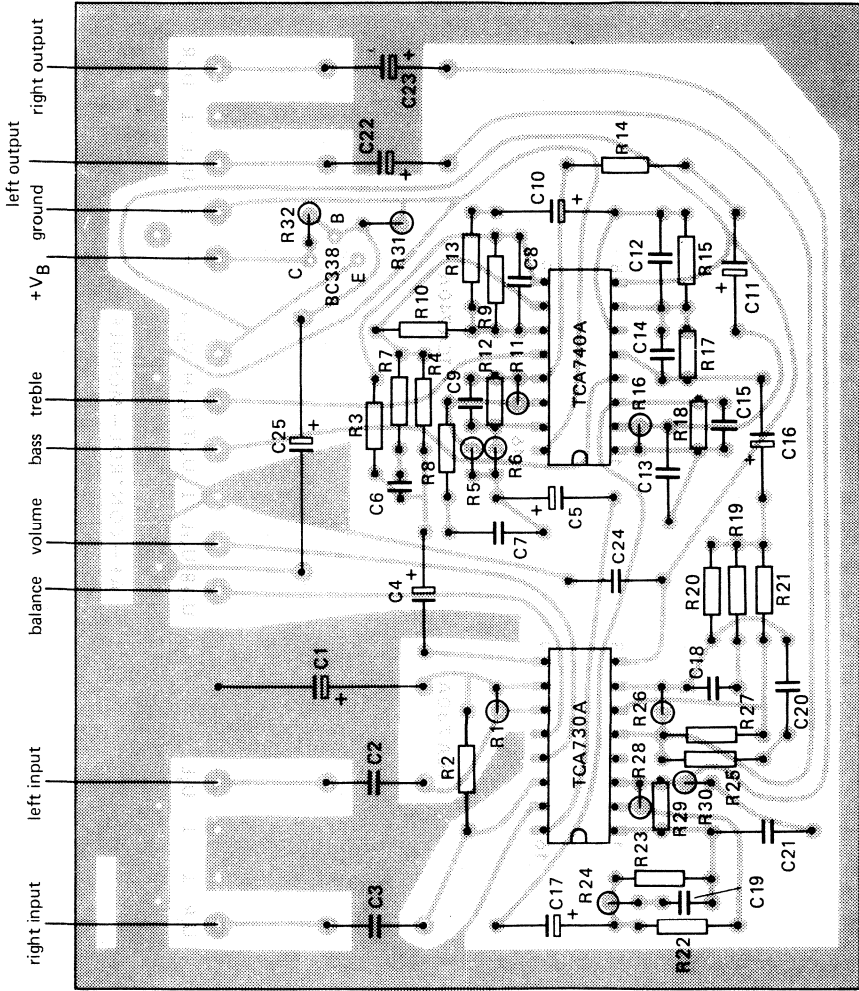 right input
left input
balance
volume
bass
treble
+VB
ground
left output
right output
C3
C2
C1
+
C25
+
C
B
E
BC338
R32
R31
C22
+
C23
+
C4
+
R3
R7
R4
C6
R8
C9
R12
R11
R5
R6
R10
R13
R9
C8
C10
+
R14
R2
R1
C7
C5
+
C24
TCA730A
TCA740A
C17
+
R24
R23
R22
C19
R28
R29
R30
R26
R25
R27
C18
C20
C21
R20
R19
R21
C13
R16
R18
C15
C16
+
C14
R17
C12
R15
C11
+